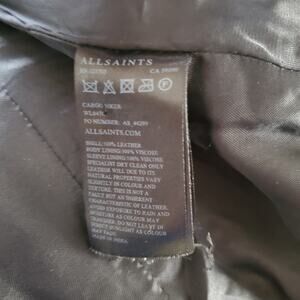 ALLSAINTS
CARGO BIKER
PO NUMBER: AS
ALLSAINTS.COM
SHELL:100% LEATHER
BODY LINING:100% VISCOSE
SLEEVE LINING:100% VISCOSE
SPECIALIST DRY CLEAN ONLY
LEATHER WILL DUE TO ITS
NATURAL PROPERTIES VARY
SLIGHTLY IN COLOUR AND
TEXTURE. THIS IS NOT A
FAULT BUT AN INHERENT
CHARACTERISTIC OF LEATHER.
AVOID EXPOSURE TO RAIN AND
MOISTURE AS COLOUR MAY
TRANSFER. DO NOT LEAVE IN
DIRECT SUNLIGHT AS COLOUR
MAY FADE.
MADE IN INDIA